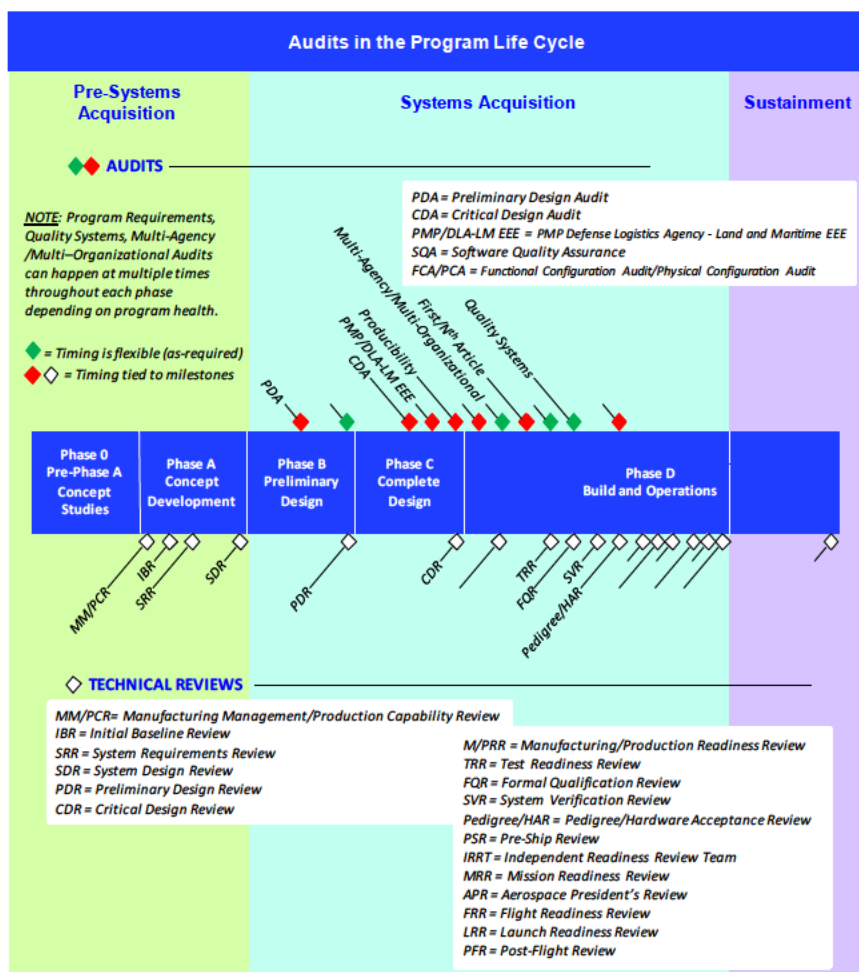 Audits in the Program Life Cycle
Pre-Systems
Acquisition
Systems Acquisition
Sustainment
AUDITS
NOTE: Program Requirements,
Quality Systems, Multi-Agency
/Multi–Organizational Audits
can happen at multiple times
throughout each phase
depending on program health.
= Timing is flexible (as-required)
= Timing tied to milestones
PDA = Preliminary Design Audit
CDA = Critical Design Audit
PMP/DLA-LM EEE = PMP Defense Logistics Agency - Land and Maritime EEE
SQA = Software Quality Assurance
FCA/PCA = Functional Configuration Audit/Physical Configuration Audit
PDA
CDA
PMP/DLA-LM EEE
Producibility
Multi-Agency/Multi-Organizational
First/Nth Article
Quality Systems
Phase 0
Pre-Phase A
Concept
Studies
Phase A
Concept
Development
Phase B
Preliminary
Design
Phase C
Complete
Design
Phase D
Build and Operations
MM/PCR
IBR
SRR
SDR
PDR
CDR
TRR
FQR
SVR
Pedigree/HAR
TECHNICAL REVIEWS
MM/PCR= Manufacturing Management/Production Capability Review
IBR = Initial Baseline Review
SRR = System Requirements Review
SDR = System Design Review
PDR = Preliminary Design Review
CDR = Critical Design Review
M/PRR = Manufacturing/Production Readiness Review
TRR = Test Readiness Review
FQR = Formal Qualification Review
SVR = System Verification Review
Pedigree/HAR = Pedigree/Hardware Acceptance Review
PSR = Pre-Ship Review
IRRT = Independent Readiness Review Team
MRR = Mission Readiness Review
APR = Aerospace President's Review
FRR = Flight Readiness Review
LRR = Launch Readiness Review
PFR = Post-Flight Review